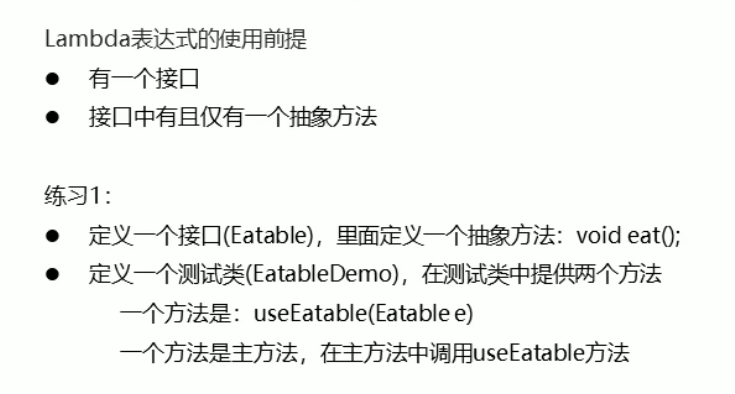 Lambda表达式的使用前提
● 有一个接口
● 接口中有且仅有一个抽象方法
练习1：
● 定义一个接口(Eatable)，里面定义一个抽象方法：void eat();
● 定义一个测试类(EatableDemo)，在测试类中提供两个方法
一个方法是：useEatable(Eatable e)
一个方法是主方法，在主方法中调用useEatable方法